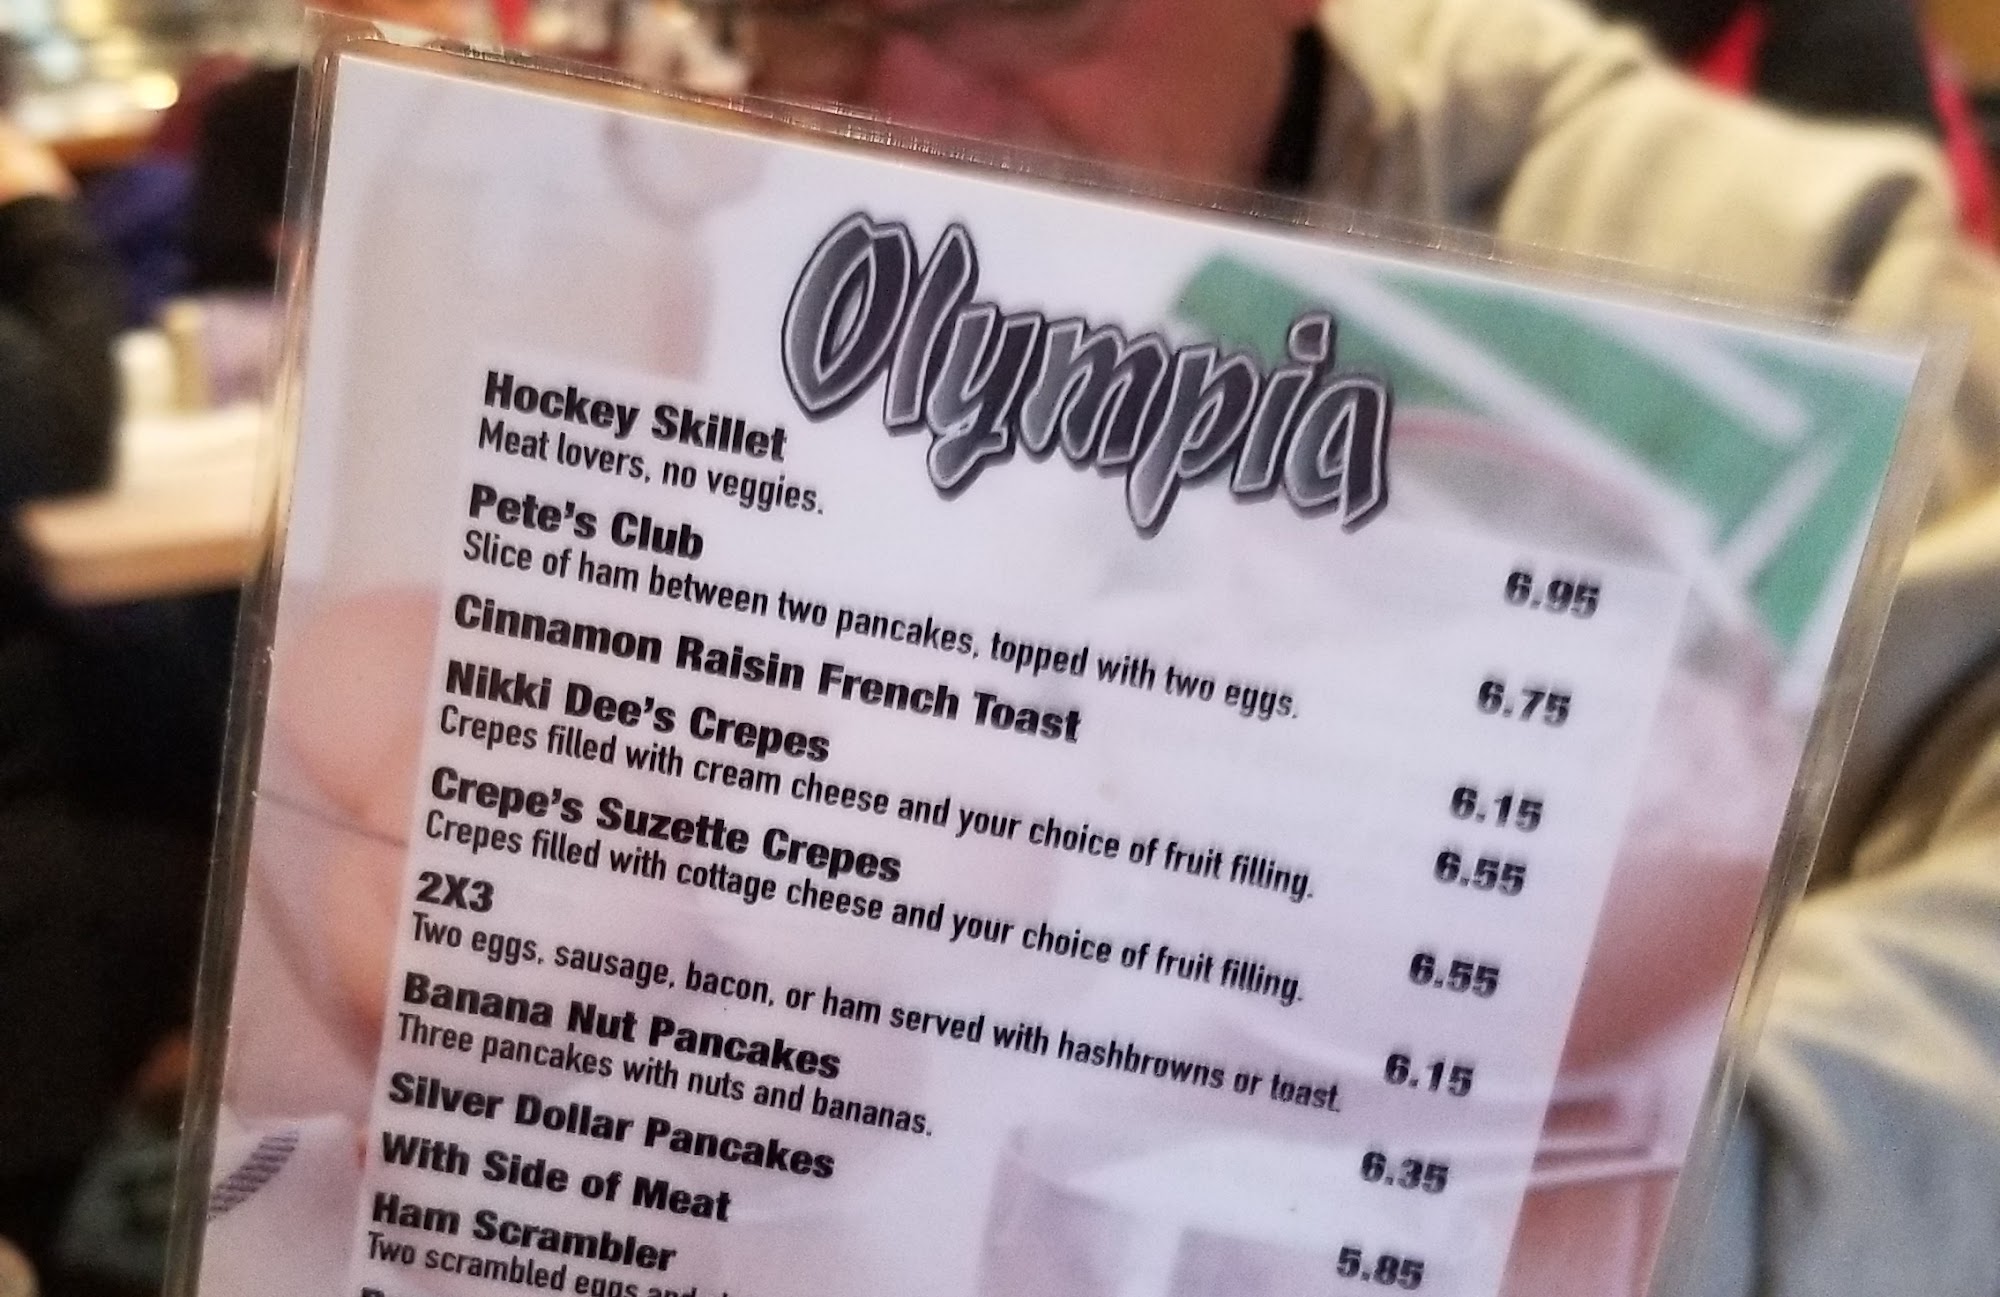 Olympia
Hockey Skillet 6.95
Meat lovers, no veggies.
Pete's Club 6.75
Slice of ham between two pancakes, topped with two eggs.
Cinnamon Raisin French Toast 6.15
Nikki Dee's Crepes 6.55
Crepes filled with cream cheese and your choice of fruit filling.
Crepe's Suzette Crepes 6.55
Crepes filled with cottage cheese and your choice of fruit filling.
2X3 6.15
Two eggs, sausage, bacon, or ham served with hashbrowns or toast.
Banana Nut Pancakes 6.35
Three pancakes with nuts and bananas.
Silver Dollar Pancakes 5.85
With Side of Meat
Ham Scrambler
Two scrambled eggs and